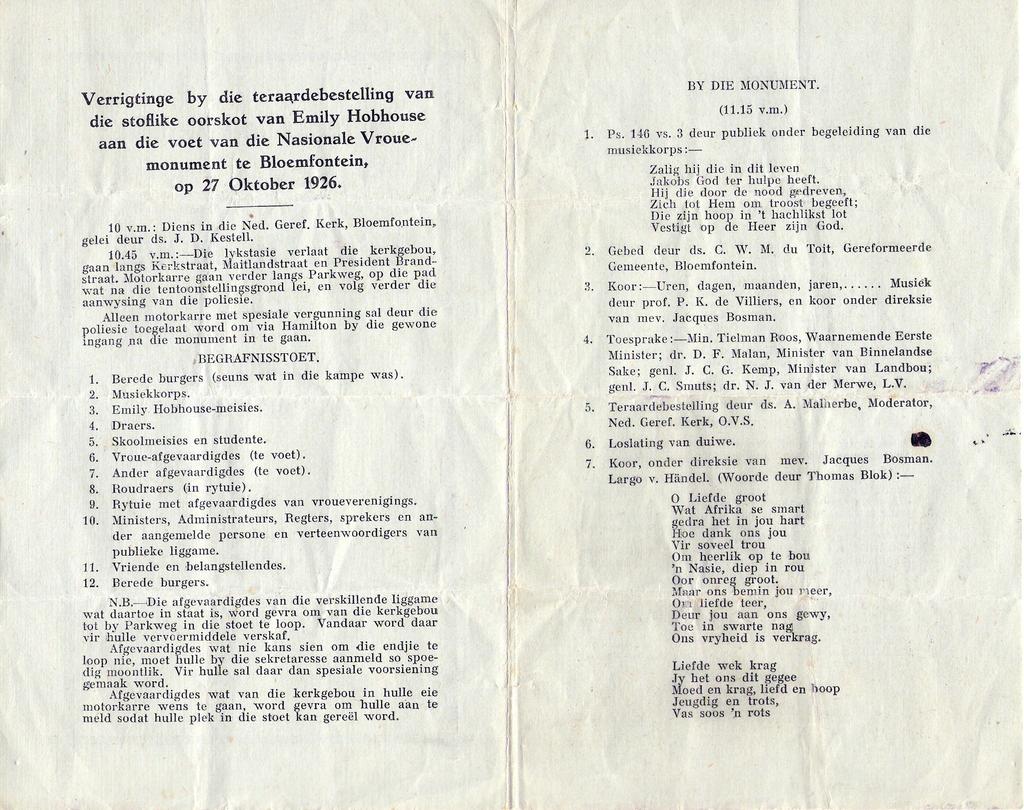 Verrigtinge by die teraardebestelling van
die stoflike oorskot van Emily Hobhouse
aan die voet van die Nasionale Vroue-
monument te Bloemfontein,
op 27 Oktober 1926.
10 v.m.: Diens in die Ned. Geref. Kerk, Bloemfontein,
gelei deur ds. J. D. Kestell.
10.45 v.m.:—Die lykstasie verlaat die kerkgebou,
gaan langs Kerkstraat, Maitlandstraat en President Brand-
straat. Motorkarre gaan verder langs Parkweg, op die pad
wat na die tentoonstellingsgrond lei, en volg verder die
aanwysing van die poliesie.
Alleen motorkarre met spesiale vergunning sal deur die
poliesie toegelaat word om via Hamilton by die gewone
ingang na die monument in te gaan.
BEGRAFNISSTOET.
1. Berede burgers (seuns wat in die kampe was).
2. Musiekkorps.
3. Emily Hobhouse-meisies.
4. Draers.
5. Skoolmeisies en studente.
6. Vroue-afgevaardigdes (te voet).
7. Ander afgevaardigdes (te voet).
8. Roudraers (in rytuie).
9. Rytuie met afgevaardigdes van vroueverenigings.
10. Ministers, Administrateurs, Regters, sprekers en an-
der aangemelde persone en verteenwoordigers van
publieke liggame.
11. Vriende en belangstellendes.
12. Berede burgers.
N.B.—Die afgevaardigdes van die verskillende liggame
wat daartoe in staat is, word gevra om van die kerkgebou
tot by Parkweg in die stoet te loop. Vandaar word daar
vir hulle vervoermiddele verskaf.
Afgevaardigdes wat nie kans sien om die endjie te
loop nie, moet hulle by die sekretaresse aanmeld so spoe-
dig moontlik. Vir hulle sal daar dan spesiale voorsiening
gemaak word.
Afgevaardigdes wat van die kerkgebou in hulle eie
motorkarre wens te gaan, word gevra om hulle aan te
meld sodat hulle plek in die stoet kan gereël word.
BY DIE MONUMENT.
(11.15 v.m.)
1. Ps. 146 vs. 3 deur publiek onder begeleiding van die
musiekkorps:—
Zalig hij die in dit leven
Jakobs God ter hulpe heeft.
Hij die door de nood gedreven,
Zich tot Hem om troost begeeft;
Die zijn hoop in 't hachlikst lot
Vestigt op de Heer zijn God.
2. Gebed deur ds. C. W. M. du Toit, Gereformeerde
Gemeente, Bloemfontein.
3. Koor:—Uren, dagen, maanden, jaren,...... Musiek
deur prof. P. K. de Villiers, en koor onder direksie
van mev. Jacques Bosman.
4. Toesprake:—Min. Tielman Roos, Waarnemende Eerste
Minister; dr. D. F. Malan, Minister van Binnelandse
Sake; genl. J. C. G. Kemp, Minister van Landbou;
genl. J. C. Smuts; dr. N. J. van der Merwe, L.V.
5. Teraardebestelling deur ds. A. Malherbe, Moderator,
Ned. Geref. Kerk, O.V.S.
6. Loslating van duiwe.
7. Koor, onder direksie van mev. Jacques Bosman.
Largo v. Händel. (Woorde deur Thomas Blok):—
O Liefde groot
Wat Afrika se smart
gedra het in jou hart
Hoe dank ons jou
Vir soveel trou
Om heerlik op te bou
'n Nasie, diep in rou
Oor onreg groot.
Maar ons bemin jou meer,
Om liefde teer,
Deur jou aan ons gewy,
Toe in swarte nag
Ons vryheid is verkrag.
Liefde wek krag
Jy het ons dit gegee
Moed en krag, liefd en hoop
Jeugdig en trots,
Vas soos 'n rots